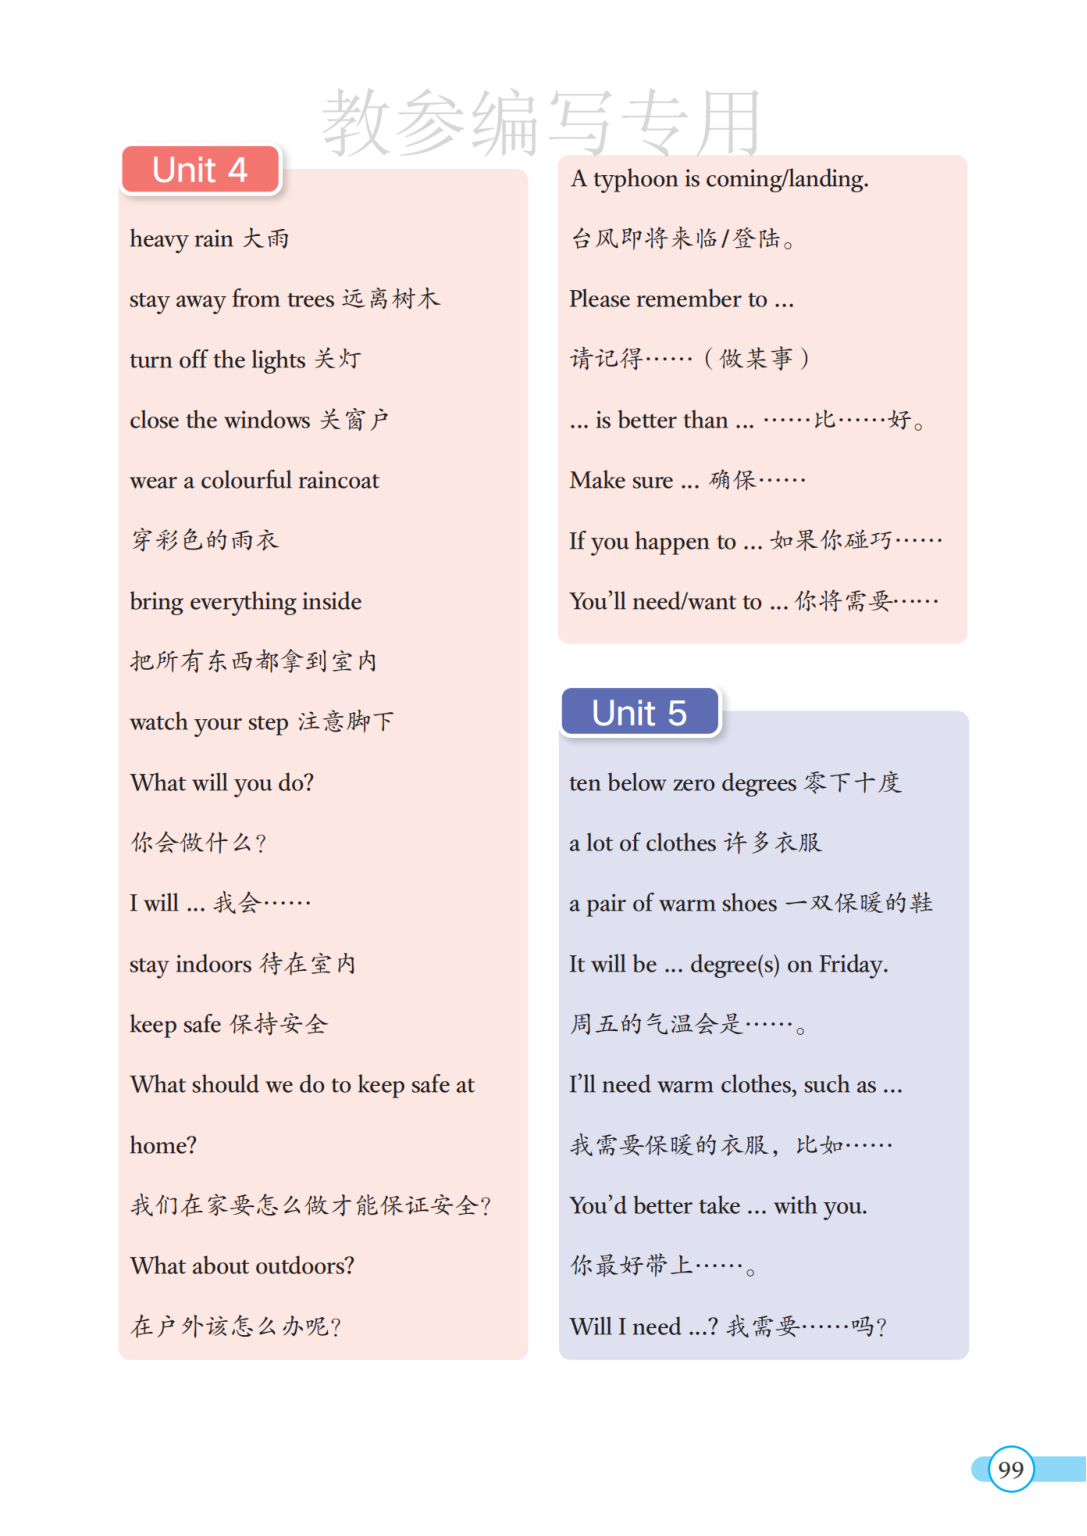 教参编写专用
Unit 4
heavy rain 大雨
stay away from trees 远离树木
turn off the lights 关灯
close the windows 关窗户
wear a colourful raincoat
穿彩色的雨衣
bring everything inside
把所有东西都拿到室内
watch your step 注意脚下
What will you do?
你会做什么？
I will ... 我会……
stay indoors 待在室内
keep safe 保持安全
What should we do to keep safe at
home?
我们在家要怎么做才能保证安全？
What about outdoors?
在户外该怎么办呢？
A typhoon is coming/landing.
台风即将来临/登陆。
Please remember to ...
请记得……（做某事）
... is better than ... ……比……好。
Make sure ... 确保……
If you happen to ... 如果你碰巧……
You'll need/want to ... 你将需要……
Unit 5
ten below zero degrees 零下十度
a lot of clothes 许多衣服
a pair of warm shoes 一双保暖的鞋
It will be ... degree(s) on Friday.
周五的气温会是……。
I'll need warm clothes, such as ...
我需要保暖的衣服，比如……
You'd better take ... with you.
你最好带上……。
Will I need ...? 我需要……吗？
99